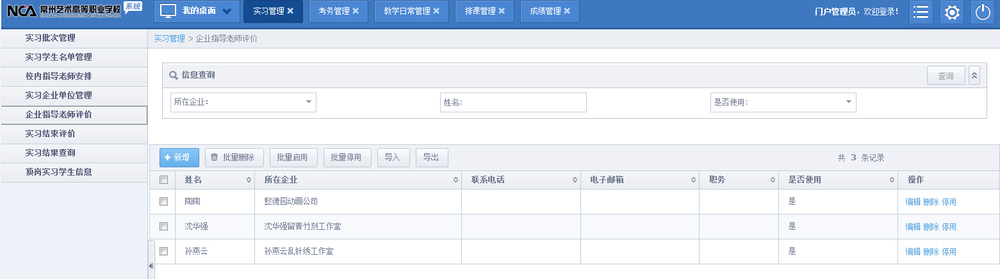 NCA 常州艺术高等职业学校 系统
我的桌面 实习管理 考务管理 教学日常管理 排课管理 成绩管理 门户管理员，欢迎登录！
实习批次管理
实习学生名单管理
校内指导老师安排
实习企业单位管理
企业指导老师评价
实习结束评价
实习结果查询
顶岗实习学生信息
实习管理 > 企业指导老师评价
信息查询 查询
所在企业： 姓名： 是否使用：
新增 批量删除 批量启用 批量停用 导入 导出 共 3 条记录
姓名 所在企业 联系电话 电子邮箱 职务 是否使用 操作
陶陶 懿德园动画公司 是 编辑 删除 停用
沈华强 沈华强留青竹刻工作室 是 编辑 删除 停用
孙燕云 孙燕云乱针绣工作室 是 编辑 删除 停用